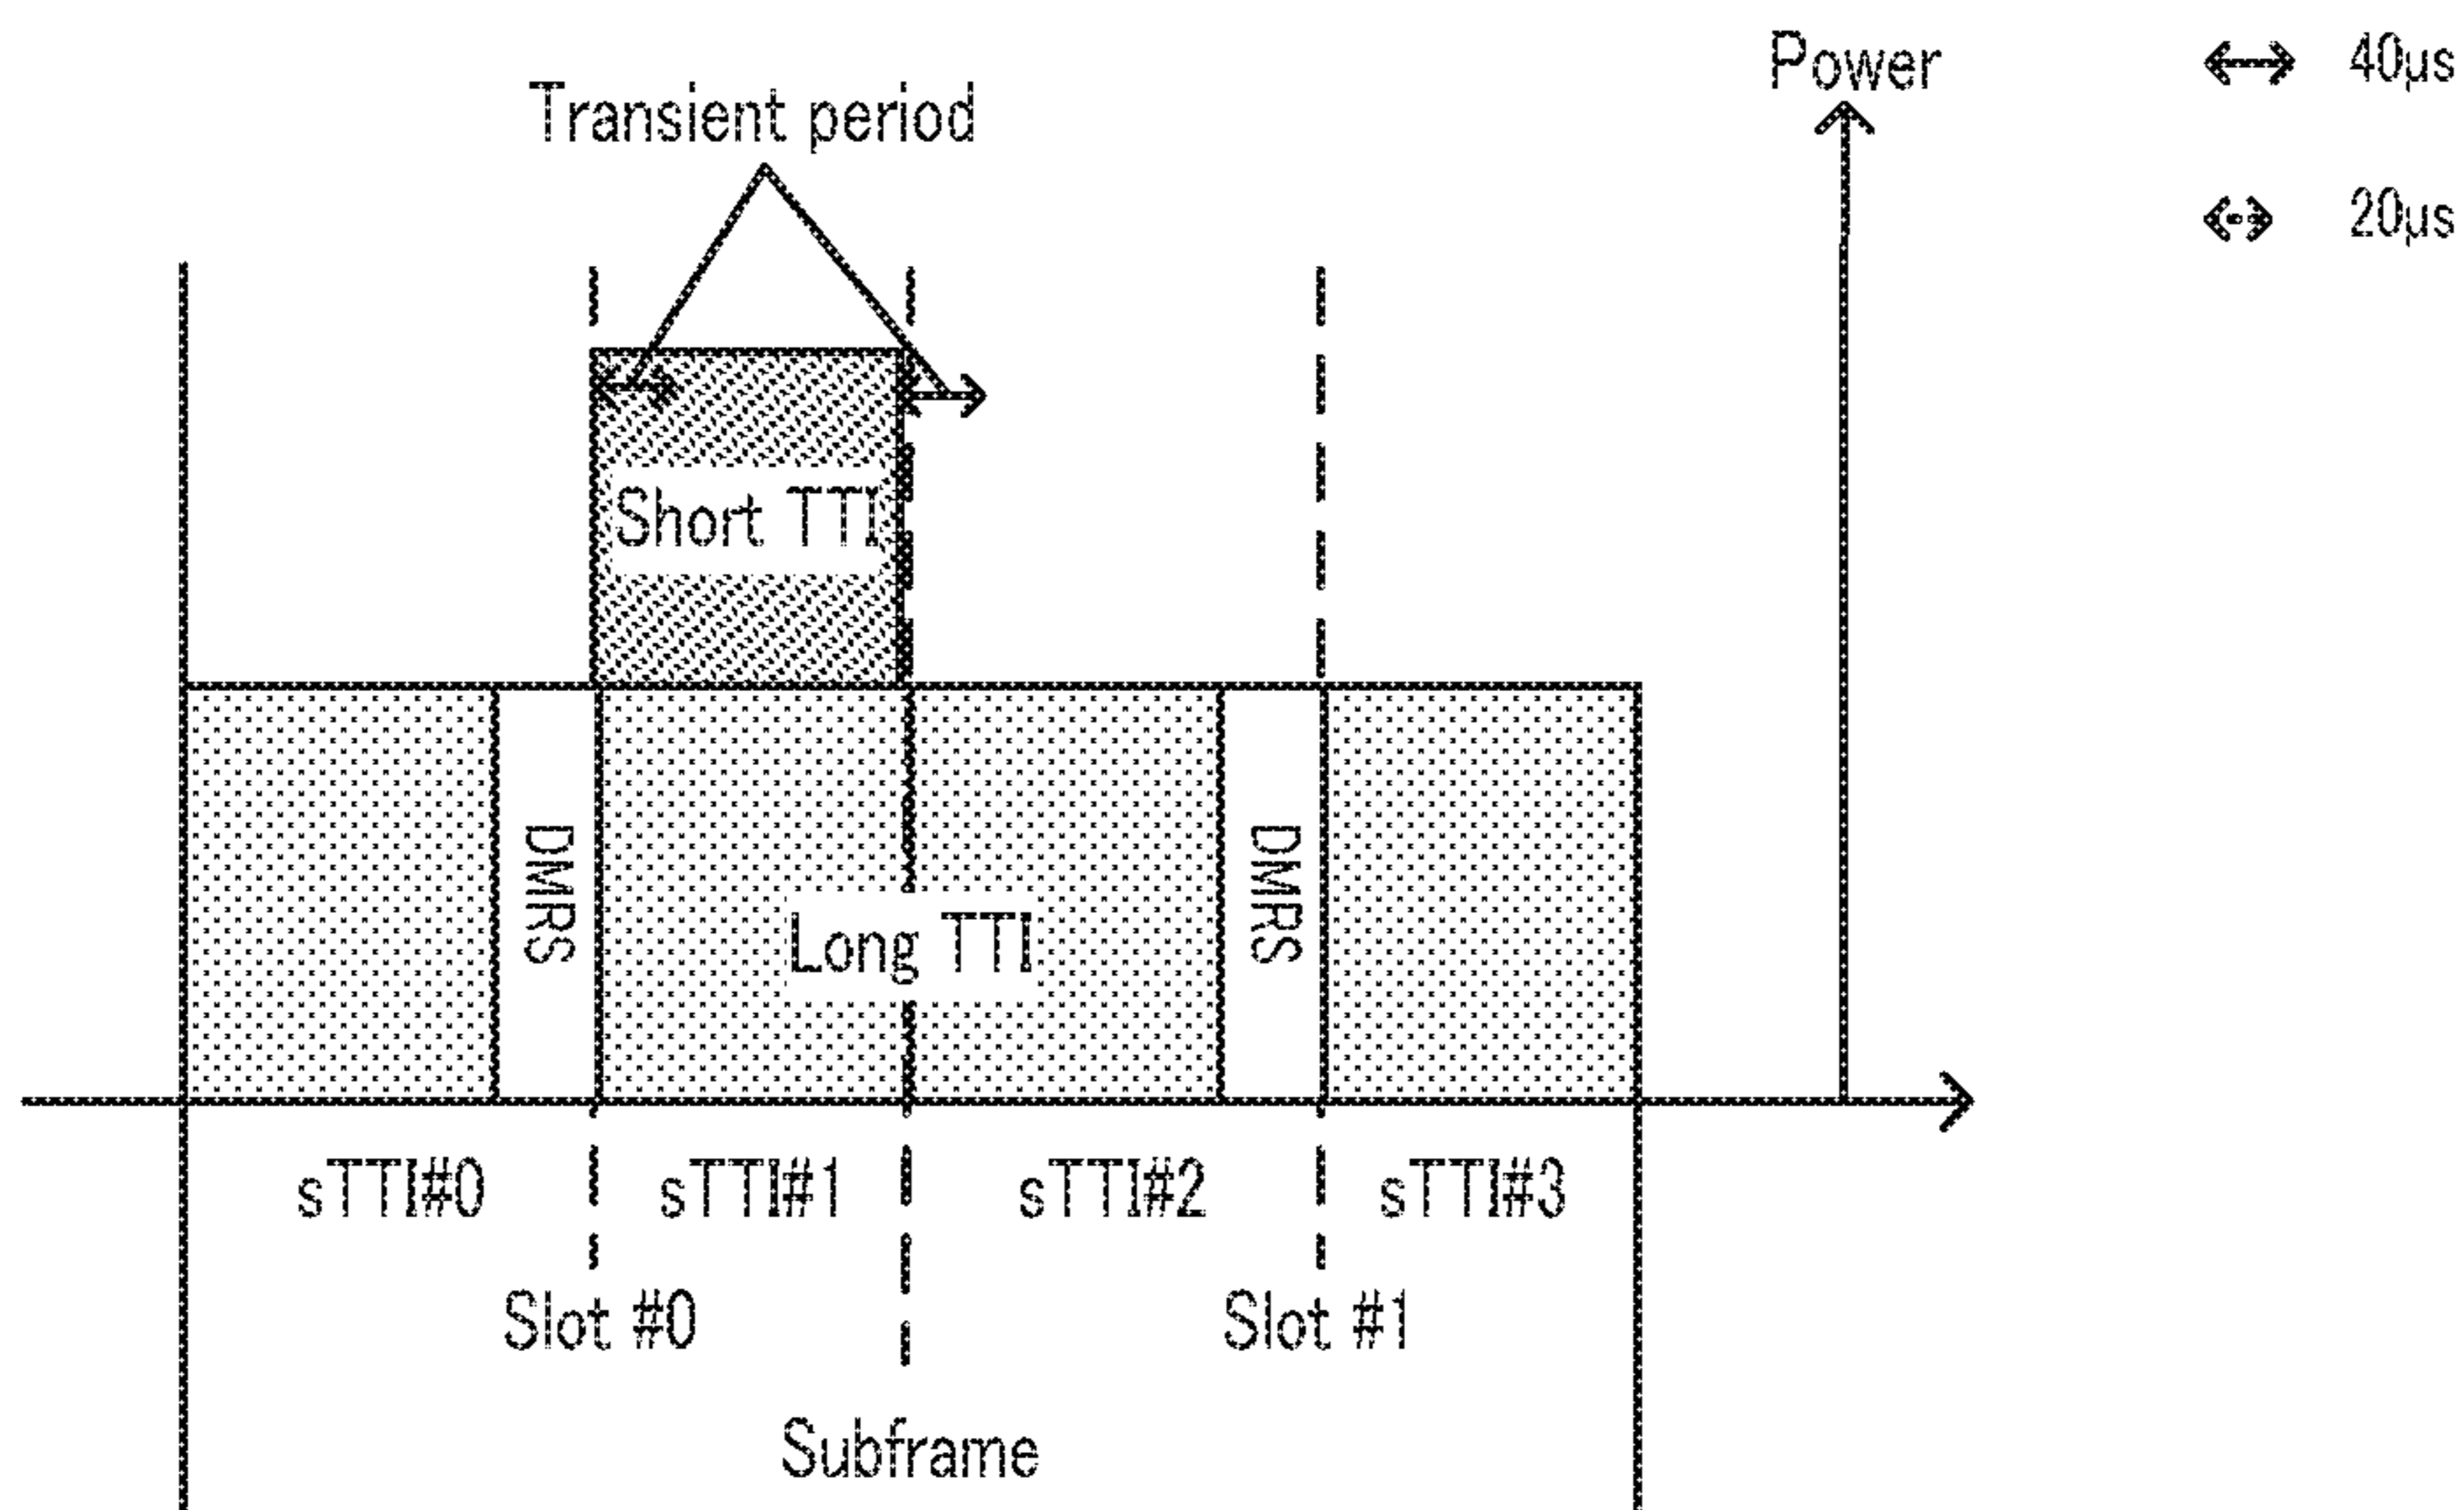 Power
40µs
Transient period
20µs
Short TTI
DMRS
DMRS
Long TTI
sTTI#0
sTTI#1
sTTI#2
sTTI#3
Slot #0
Slot #1
Subframe